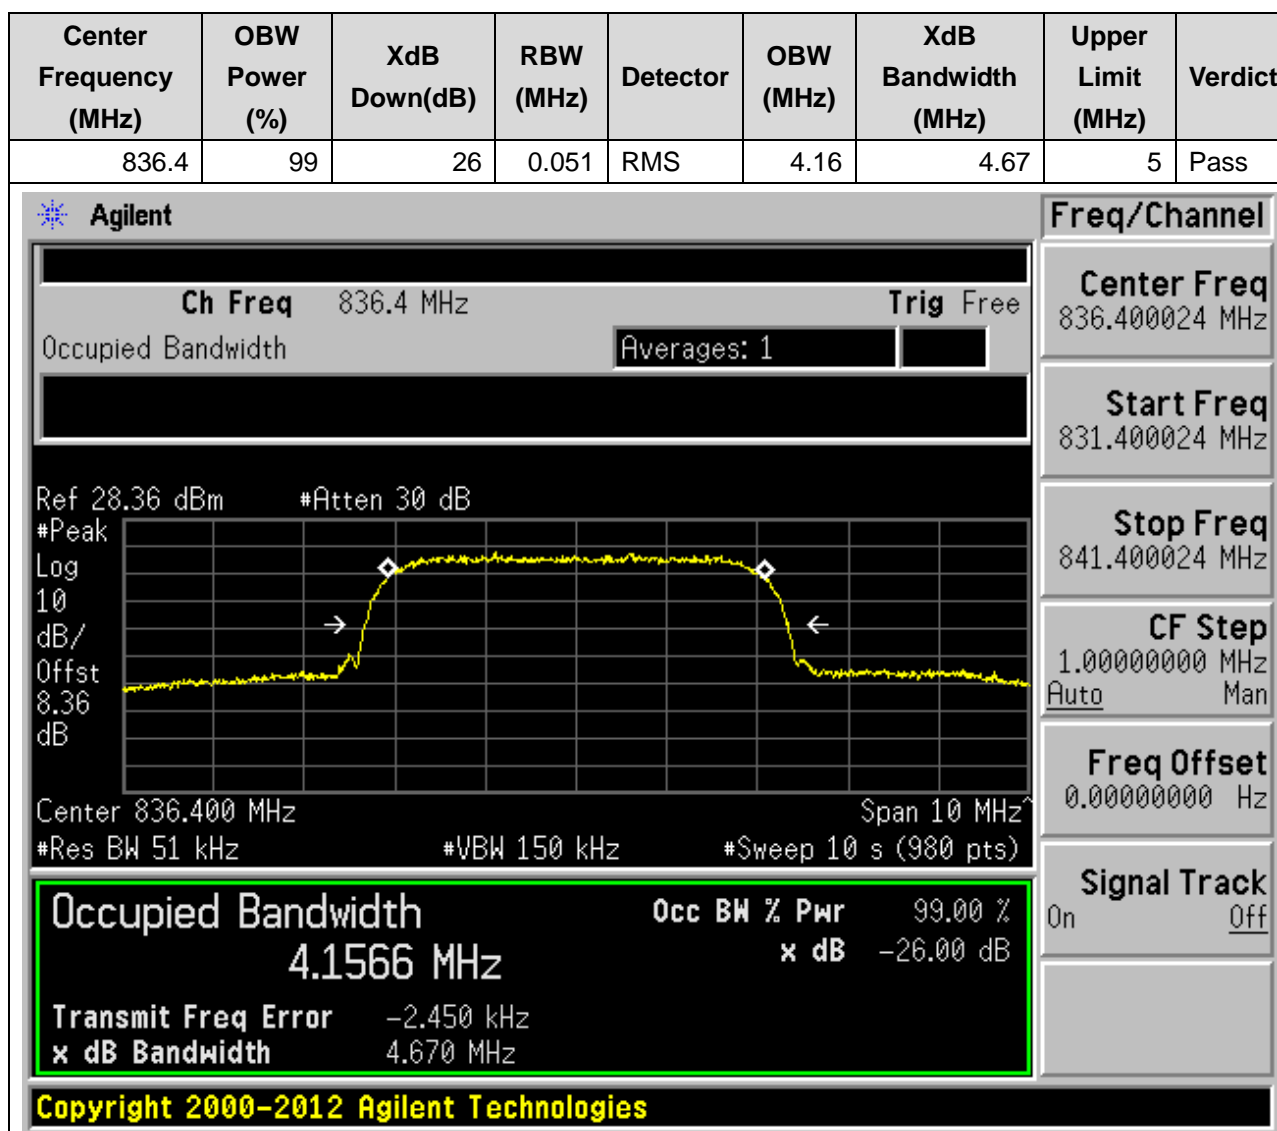 Center Frequency (MHz) OBW Power (%) XdB Down(dB) RBW (MHz) Detector OBW (MHz) XdB Bandwidth (MHz) Upper Limit (MHz) Verdict
836.4 99 26 0.051 RMS 4.16 4.67 5 Pass
Agilent
Freq/Channel
Ch Freq 836.4 MHz Trig Free
Occupied Bandwidth Averages: 1
Center Freq
836.400024 MHz
Start Freq
831.400024 MHz
Stop Freq
841.400024 MHz
CF Step
1.00000000 MHz
Auto Man
Freq Offset
0.00000000 Hz
Signal Track
On Off
Ref 28.36 dBm #Atten 30 dB
#Peak
Log
10
dB/
Offst
8.36
dB
Center 836.400 MHz Span 10 MHz^
#Res BW 51 kHz #VBW 150 kHz #Sweep 10 s (980 pts)
Occupied Bandwidth Occ BW % Pwr 99.00 %
4.1566 MHz x dB -26.00 dB
Transmit Freq Error -2.450 kHz
x dB Bandwidth 4.670 MHz
Copyright 2000-2012 Agilent Technologies